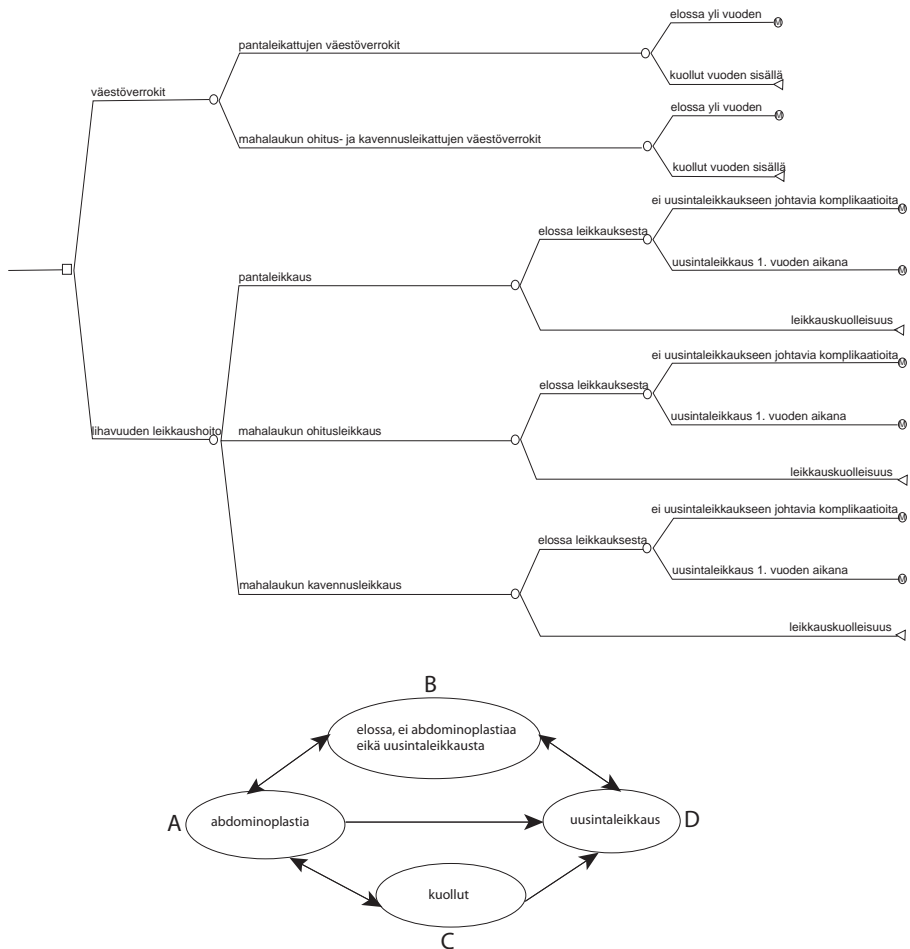 elossa yli vuoden
pantaleikattujen väestöverrokit
kuollut vuoden sisällä
väestöverrokit
elossa yli vuoden
mahalaukun ohitus- ja kavennusleikattujen väestöverrokit
kuollut vuoden sisällä
ei uusintaleikkaukseen johtavia komplikaatioita
elossa leikkauksesta
uusintaleikkaus 1. vuoden aikana
pantaleikkaus
leikkauskuolleisuus
ei uusintaleikkaukseen johtavia komplikaatioita
elossa leikkauksesta
uusintaleikkaus 1. vuoden aikana
lihavuuden leikkaushoito
mahalaukun ohitusleikkaus
leikkauskuolleisuus
ei uusintaleikkaukseen johtavia komplikaatioita
elossa leikkauksesta
uusintaleikkaus 1. vuoden aikana
mahalaukun kavennusleikkaus
leikkauskuolleisuus
M
M
M
M
M
M
M
M
B
elossa, ei abdominoplastiaa
eikä uusintaleikkausta
A
abdominoplastia
uusintaleikkaus
D
kuollut
C